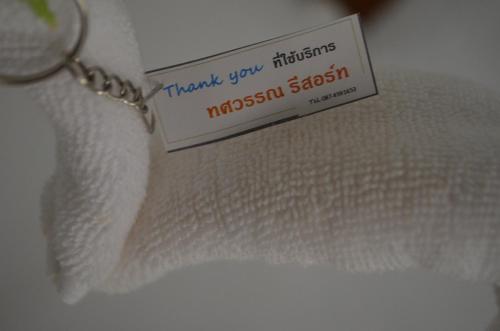 Thank you ที่ใช้บริการ
ทศวรรณ รีสอร์ท